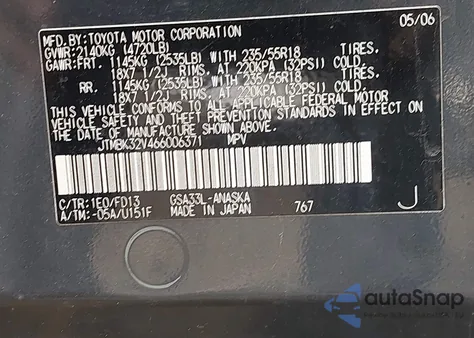 MFD. BY: TOYOTA MOTOR CORPORATION 05/06
GVWR: 2140KG (4720LB)
GAWR: FRT. 1145KG (2535LB) WITH 235/55R18 TIRES.
18X7 1/2J RIMS, AT 220KPA (32PSI) COLD.
RR. 1145KG (2535LB) WITH 235/55R18 TIRES.
18X7 1/2J RIMS, AT 220KPA (32PSI) COLD.
THIS VEHICLE CONFORMS TO ALL APPLICABLE FEDERAL MOTOR
VEHICLE SAFETY AND THEFT PREVENTION STANDARDS IN EFFECT ON
THE DATE OF MANUFACTURE SHOWN ABOVE.
JTMBK32V466006371 MPV
C/TR: 1E0/FD13 GSA33L-ANASKA
A/TM: -05A/U151F MADE IN JAPAN 767 J
autaSnap